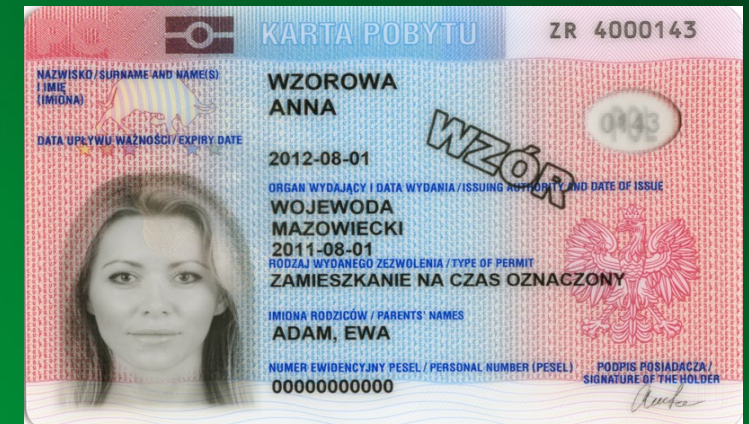 KARTA POBYTU
ZR 4000143
NAZWISKO/SURNAME AND NAME(S)
I IMIĘ
(IMIONA)
WZOROWA
ANNA
WZÓR
0143
DATA UPŁYWU WAŻNOŚCI/EXPIRY DATE
2012-08-01
ORGAN WYDAJĄCY I DATA WYDANIA/ISSUING AUTHORITY AND DATE OF ISSUE
WOJEWODA
MAZOWIECKI
2011-08-01
RODZAJ WYDANEGO ZEZWOLENIA/TYPE OF PERMIT
ZAMIESZKANIE NA CZAS OZNACZONY
IMIONA RODZICÓW / PARENTS' NAMES
ADAM, EWA
NUMER EWIDENCYJNY PESEL / PERSONAL NUMBER (PESEL)
00000000000
PODPIS POSIADACZA/
SIGNATURE OF THE HOLDER